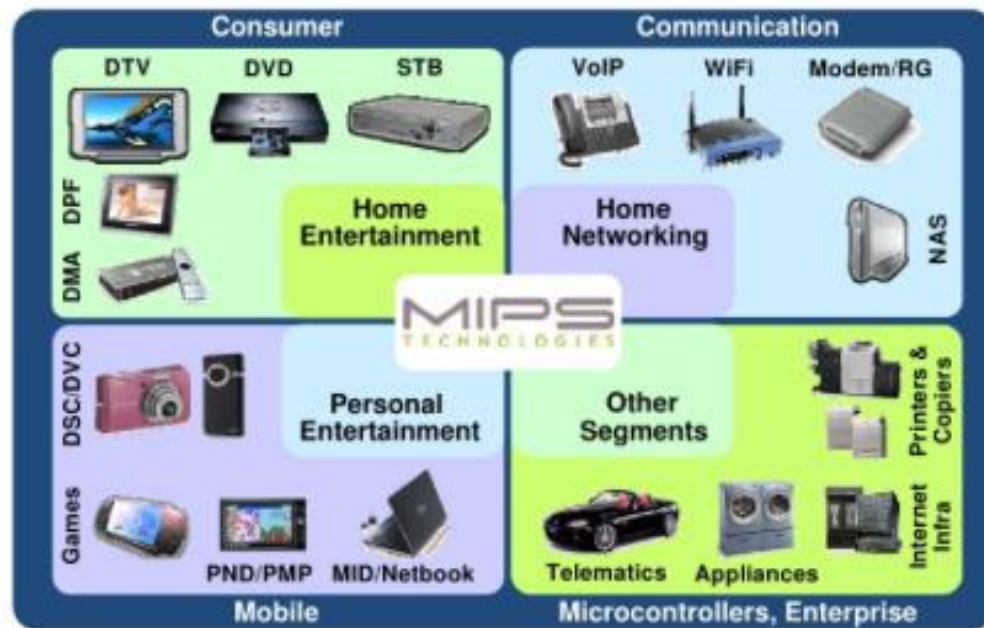 Consumer
Communication
DTV
DVD
STB
VoIP
WiFi
Modem/RG
DPF
DMA
Home
Entertainment
Home
Networking
NAS
MIPS
TECHNOLOGIES
DSC/DVC
Personal
Entertainment
Other
Segments
Printers &
Copiers
Games
PND/PMP
MID/Netbook
Telematics
Appliances
Internet
Infra
Mobile
Microcontrollers, Enterprise